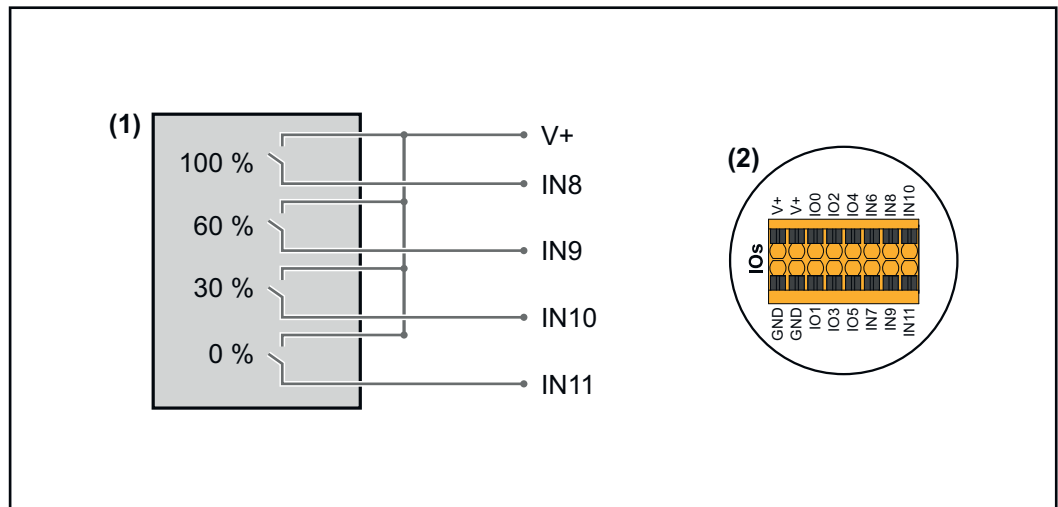 (1)
100 %
60 %
30 %
0 %
V+
IN8
IN9
IN10
IN11
(2)
V+ V+ IO0 IO2 IO4 IN6 IN8 IN10
IOs
GND GND IO1 IO3 IO5 IN7 IN9 IN11